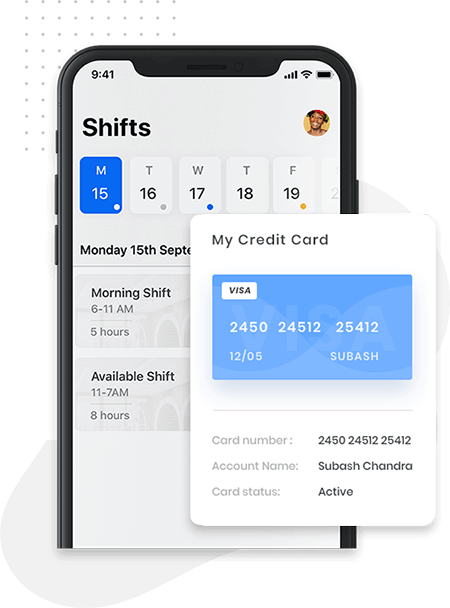 9:41
Shifts
M T W T F
15 16 17 18 19 2
Monday 15th Septe
Morning Shift
6-11 AM
5 hours
Available Shift
11-7AM
8 hours
My Credit Card
VISA
VISA
2450 24512 25412
12/05 SUBASH
Card number : 2450 24512 25412
Account Name: Subash Chandra
Card status: Active